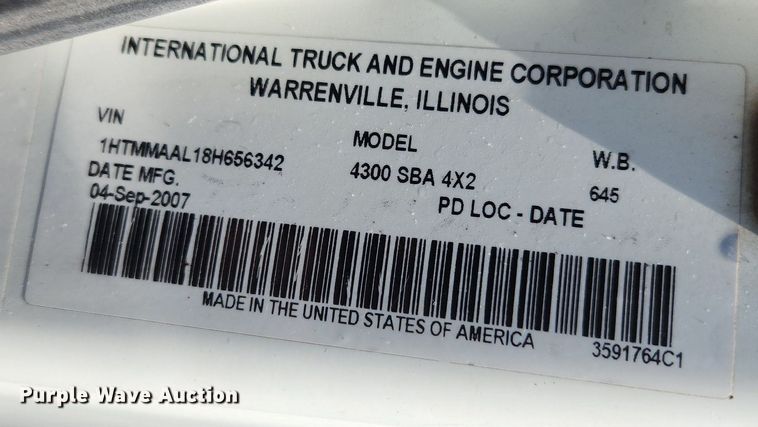 INTERNATIONAL TRUCK AND ENGINE CORPORATION
WARRENVILLE, ILLINOIS
VIN MODEL W.B.
1HTMMAAL18H656342 4300 SBA 4X2 645
DATE MFG. PD LOC - DATE
04-Sep-2007
MADE IN THE UNITED STATES OF AMERICA
3591764C1
Purple Wave Auction